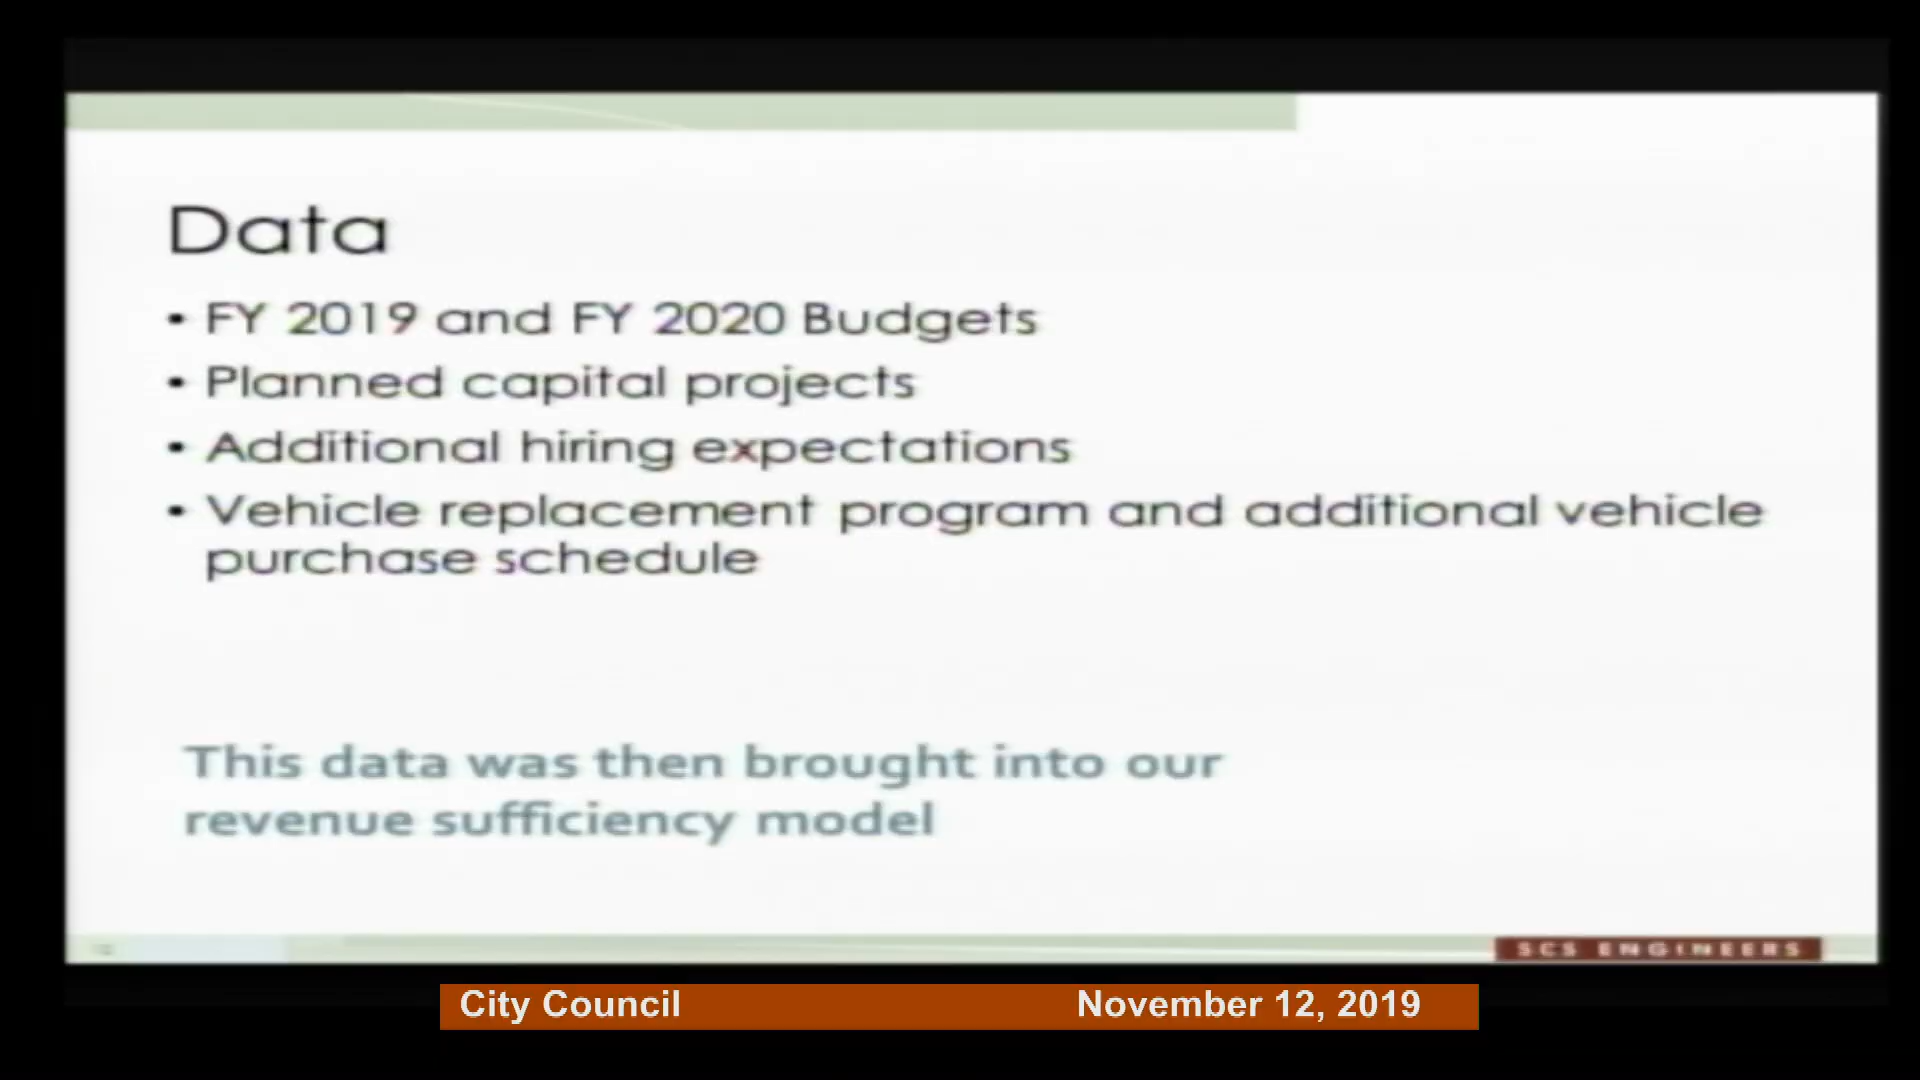 Data
• FY 2019 and FY 2020 Budgets
• Planned capital projects
• Additional hiring expectations
• Vehicle replacement program and additional vehicle
purchase schedule
This data was then brought into our
revenue sufficiency model
SCS ENGINEERS
City Council November 12, 2019